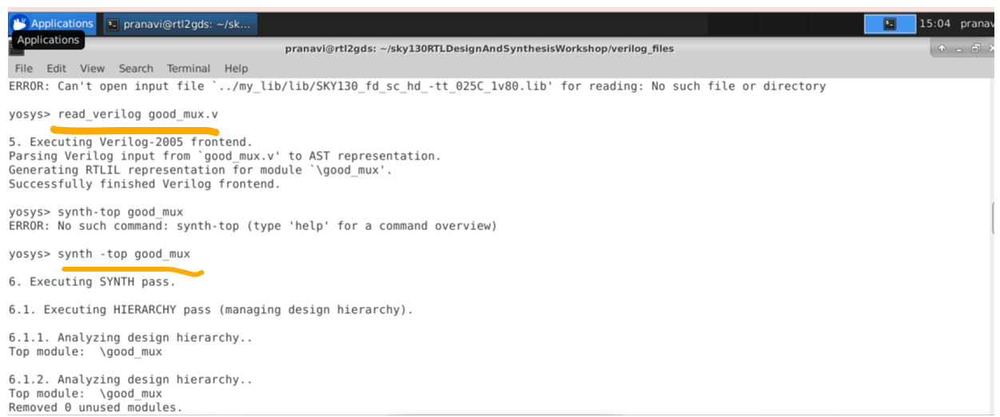 Applications
pranavi@rtl2gds: ~/sk...
15:04 pranav
Applications
pranavi@rtl2gds: ~/sky130RTLDesignAndSynthesisWorkshop/verilog_files
File Edit View Search Terminal Help
ERROR: Can't open input file `../my_lib/lib/SKY130_fd_sc_hd_-tt_025C_1v80.lib' for reading: No such file or directory
yosys> read_verilog good_mux.v
5. Executing Verilog-2005 frontend.
Parsing Verilog input from `good_mux.v' to AST representation.
Generating RTLIL representation for module `\good_mux'.
Successfully finished Verilog frontend.
yosys> synth-top good_mux
ERROR: No such command: synth-top (type 'help' for a command overview)
yosys> synth -top good_mux
6. Executing SYNTH pass.
6.1. Executing HIERARCHY pass (managing design hierarchy).
6.1.1. Analyzing design hierarchy..
Top module:  \good_mux
6.1.2. Analyzing design hierarchy..
Top module:  \good_mux
Removed 0 unused modules.